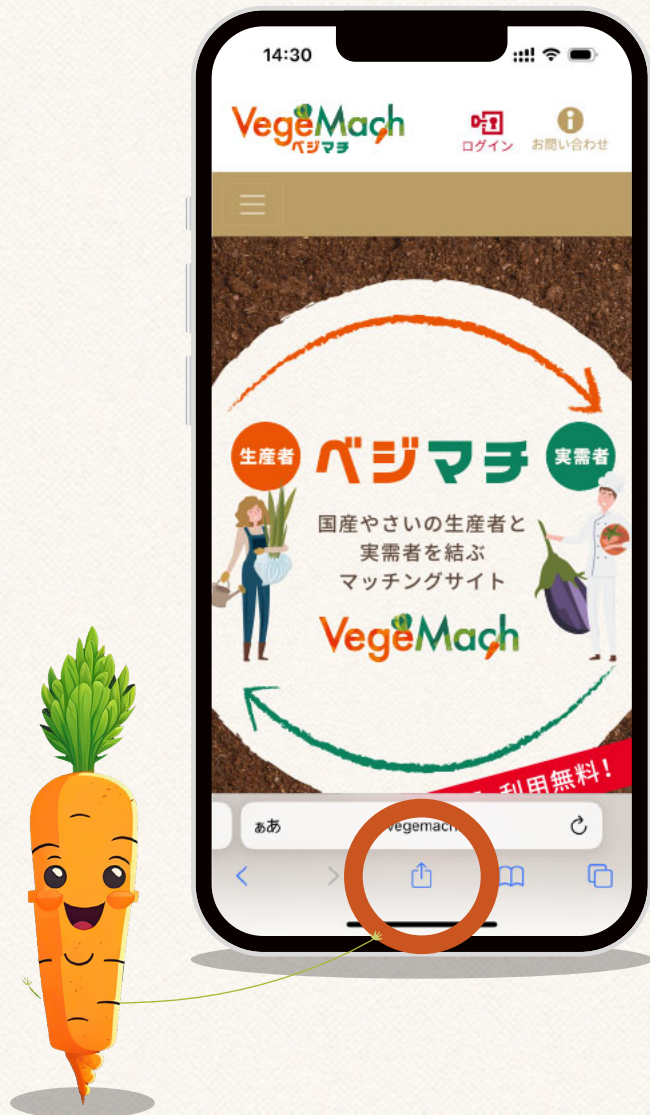 14:30
VegeMach
ベジマチ
ログイン
お問い合わせ
生産者
ベジマチ
実需者
国産やさいの生産者と
実需者を結ぶ
マッチングサイト
VegeMach
利用無料!
ぁあ
vegemach